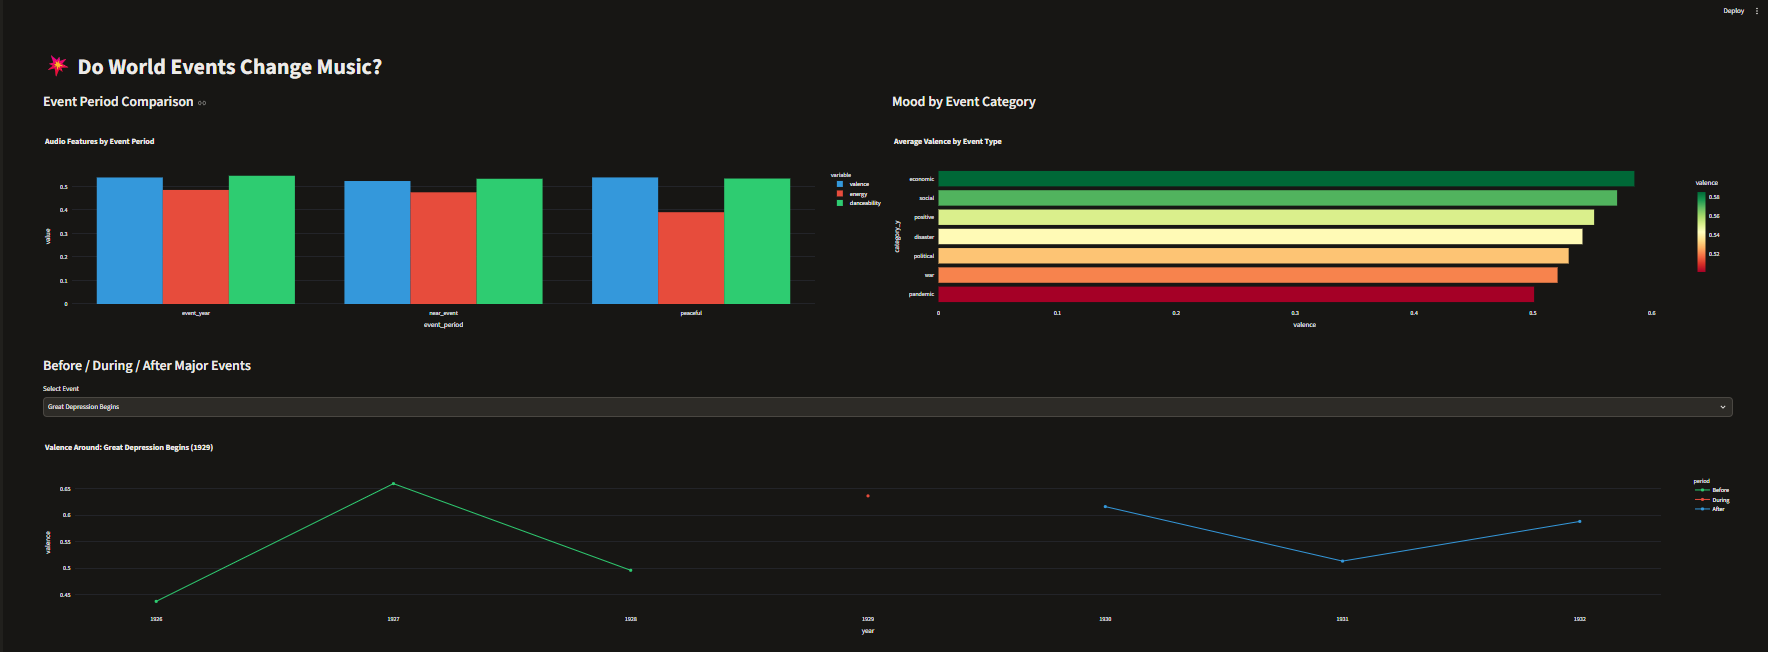 Deploy
Do World Events Change Music?
Event Period Comparison
Mood by Event Category
Audio Features by Event Period
value
0.5
0.4
0.3
0.2
0.1
0
event_year
near_event
peaceful
event_period
variable
valence
energy
danceability
Average Valence by Event Type
category_y
economic
social
positive
disaster
political
war
pandemic
0
0.1
0.2
0.3
0.4
0.5
0.6
valence
valence
0.58
0.56
0.54
0.52
Before / During / After Major Events
Select Event
Great Depression Begins
Valence Around: Great Depression Begins (1929)
valence
0.65
0.6
0.55
0.5
0.45
1926
1927
1928
1929
1930
1931
1932
year
period
Before
During
After